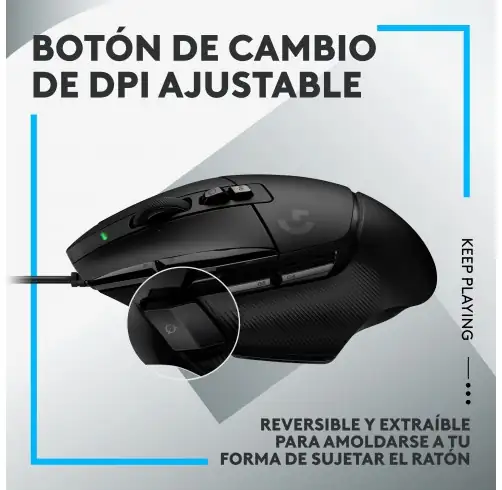 BOTÓN DE CAMBIO
DE DPI AJUSTABLE
KEEP PLAYING
REVERSIBLE Y EXTRAÍBLE
PARA AMOLDARSE A TU
FORMA DE SUJETAR EL RATÓN